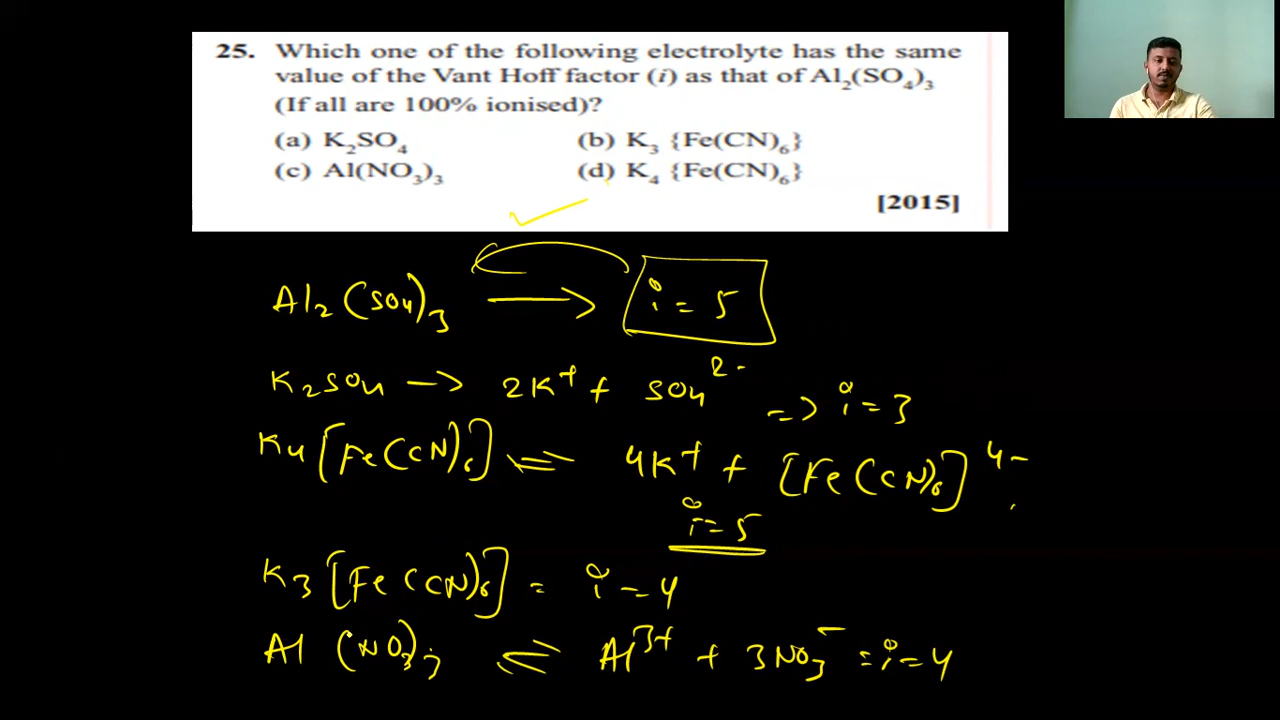 25. Which one of the following electrolyte has the same
value of the Vant Hoff factor (i) as that of Al₂(SO₄)₃
(If all are 100% ionised)?
(a) K₂SO₄ (b) K₃ {Fe(CN)₆}
(c) Al(NO₃)₃ (d) K₄ {Fe(CN)₆}
[2015]
Al₂(SO₄)₃ ⟶ i = 5
K₂SO₄ → 2K⁺ + SO₄²⁻ ⇒ i = 3
K₄[Fe(CN)₆] ⇌ 4K⁺ + [Fe(CN)₆]⁴⁻
i = 5
K₃[Fe(CN)₆] = i = 4
Al(NO₃)₃ ⇌ Al³⁺ + 3NO₃⁻ = i = 4